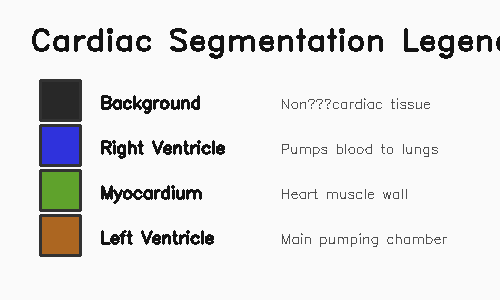 Cardiac Segmentation Legen
Background Non???cardiac tissue
Right Ventricle Pumps blood to lungs
Myocardium Heart muscle wall
Left Ventricle Main pumping chamber